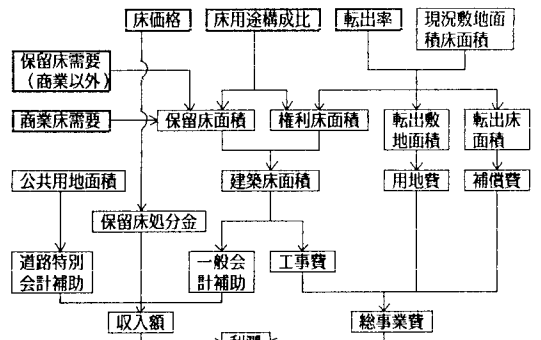 床価格
床用途構成比
転出率
現況敷地面
積床面積
保留床需要
（商業以外）
商業床需要
保留床面積
権利床面積
転出敷
地面積
転出床
面積
公共用地面積
建築床面積
用地費
補償費
保留床処分金
道路特別
会計補助
一般会
計補助
工事費
収入額
総事業費